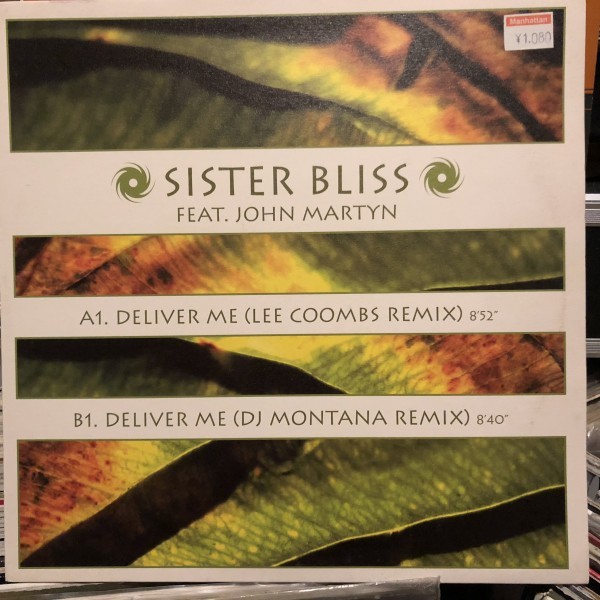 Manhattan
¥1.080
SISTER BLISS
FEAT. JOHN MARTYN
A1. DELIVER ME (LEE COOMBS REMIX) 8'52"
B1. DELIVER ME (DJ MONTANA REMIX) 8'40"